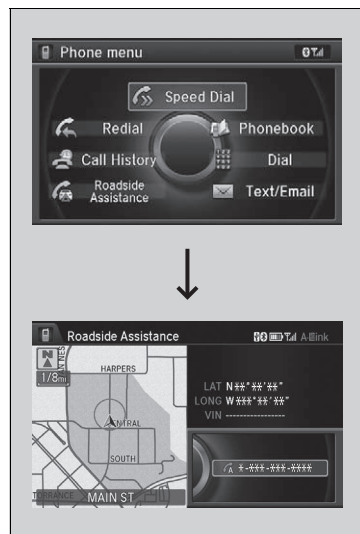 Phone menu
Speed Dial
Redial
Phonebook
Call History
Dial
Roadside
Assistance
Text/Email
Roadside Assistance
N
1/8mi
HARPERS
LAT N**°**'**"
LONG W***°**'**"
VIN ----------------
SOUTH
*-***-***-****
MAIN ST